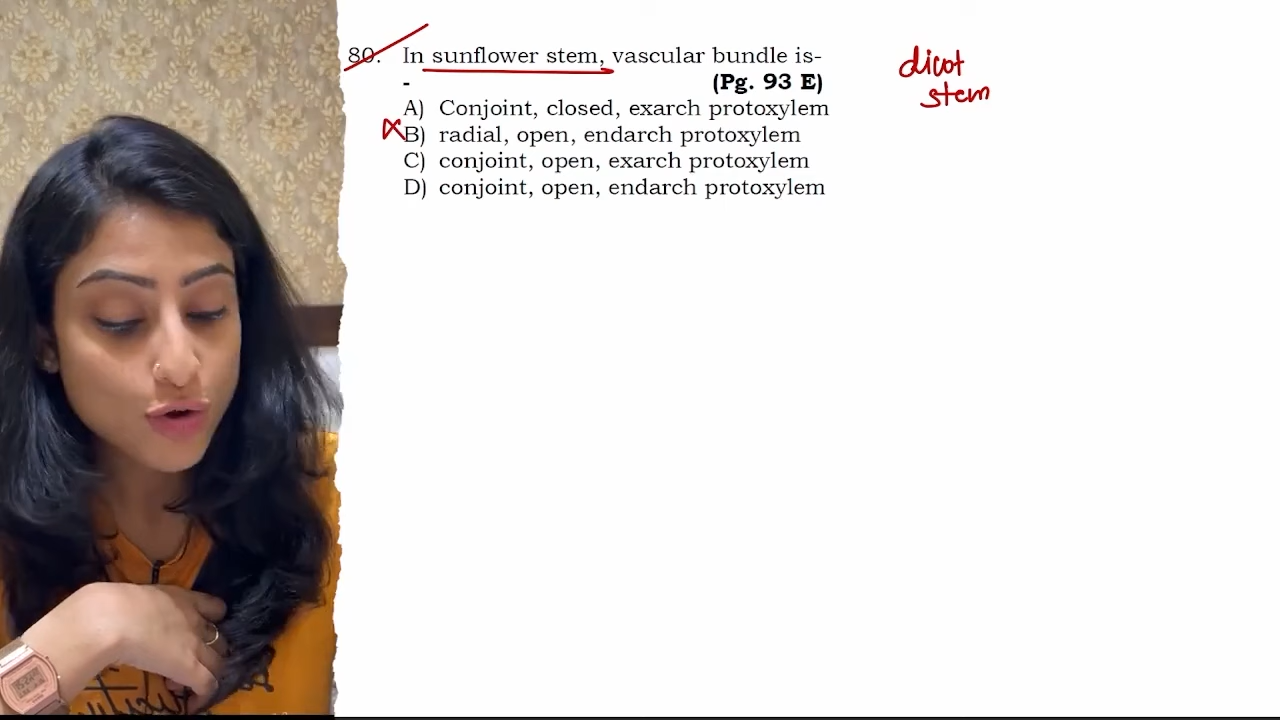 80. In sunflower stem, vascular bundle is-
- (Pg. 93 E)
A) Conjoint, closed, exarch protoxylem
B) radial, open, endarch protoxylem
C) conjoint, open, exarch protoxylem
D) conjoint, open, endarch protoxylem
dicot
stem